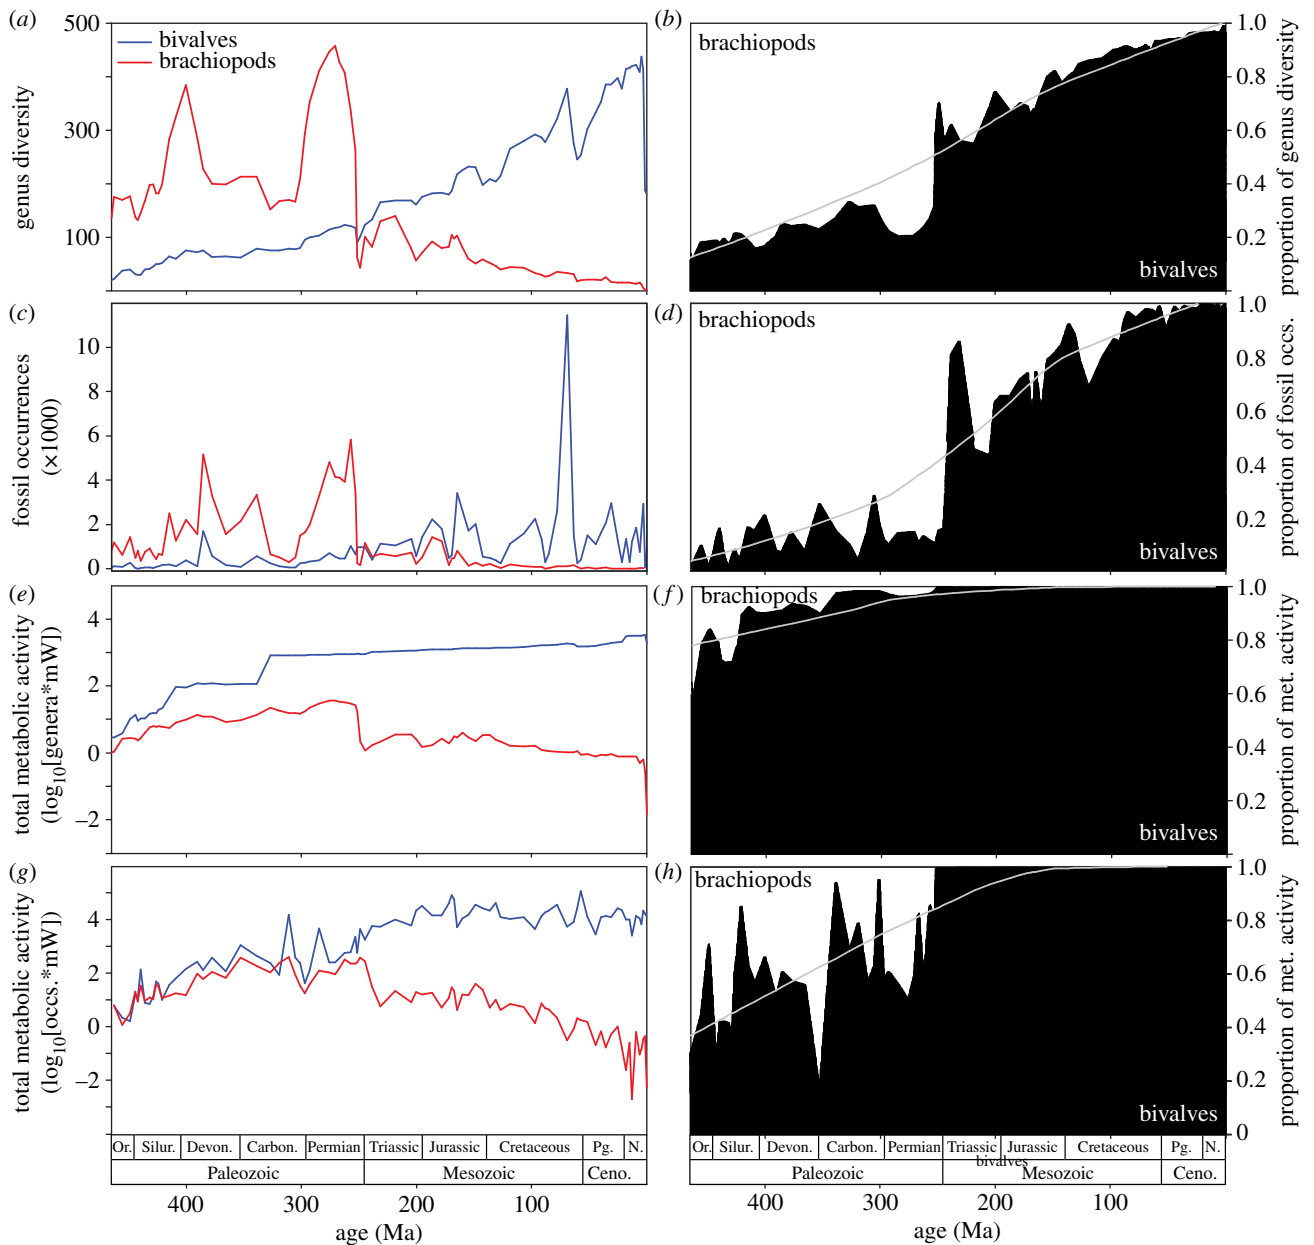 (a)
500
300
100
genus diversity
bivalves
brachiopods
(b)
brachiopods
bivalves
1.0
0.8
0.6
0.4
0.2
proportion of genus diversity
(c)
10
8
6
4
2
0
fossil occurrences
(×1000)
(d)
brachiopods
bivalves
1.0
0.8
0.6
0.4
0.2
proportion of fossil occs.
(e)
4
2
0
–2
total metabolic activity
(log10[genera*mW])
(f)
brachiopods
bivalves
1.0
0.8
0.6
0.4
0.2
proportion of met. activity
(g)
4
2
0
–2
total metabolic activity
(log10[occs.*mW])
(h)
brachiopods
bivalves
1.0
0.8
0.6
0.4
0.2
0
proportion of met. activity
Or. Silur. Devon. Carbon. Permian Triassic Jurassic Cretaceous Pg. N.
Paleozoic Mesozoic Ceno.
400 300 200 100
age (Ma)
Or. Silur. Devon. Carbon. Permian Triassic Jurassic Cretaceous Pg. N.
bivalves
Paleozoic Mesozoic Ceno.
400 300 200 100
age (Ma)